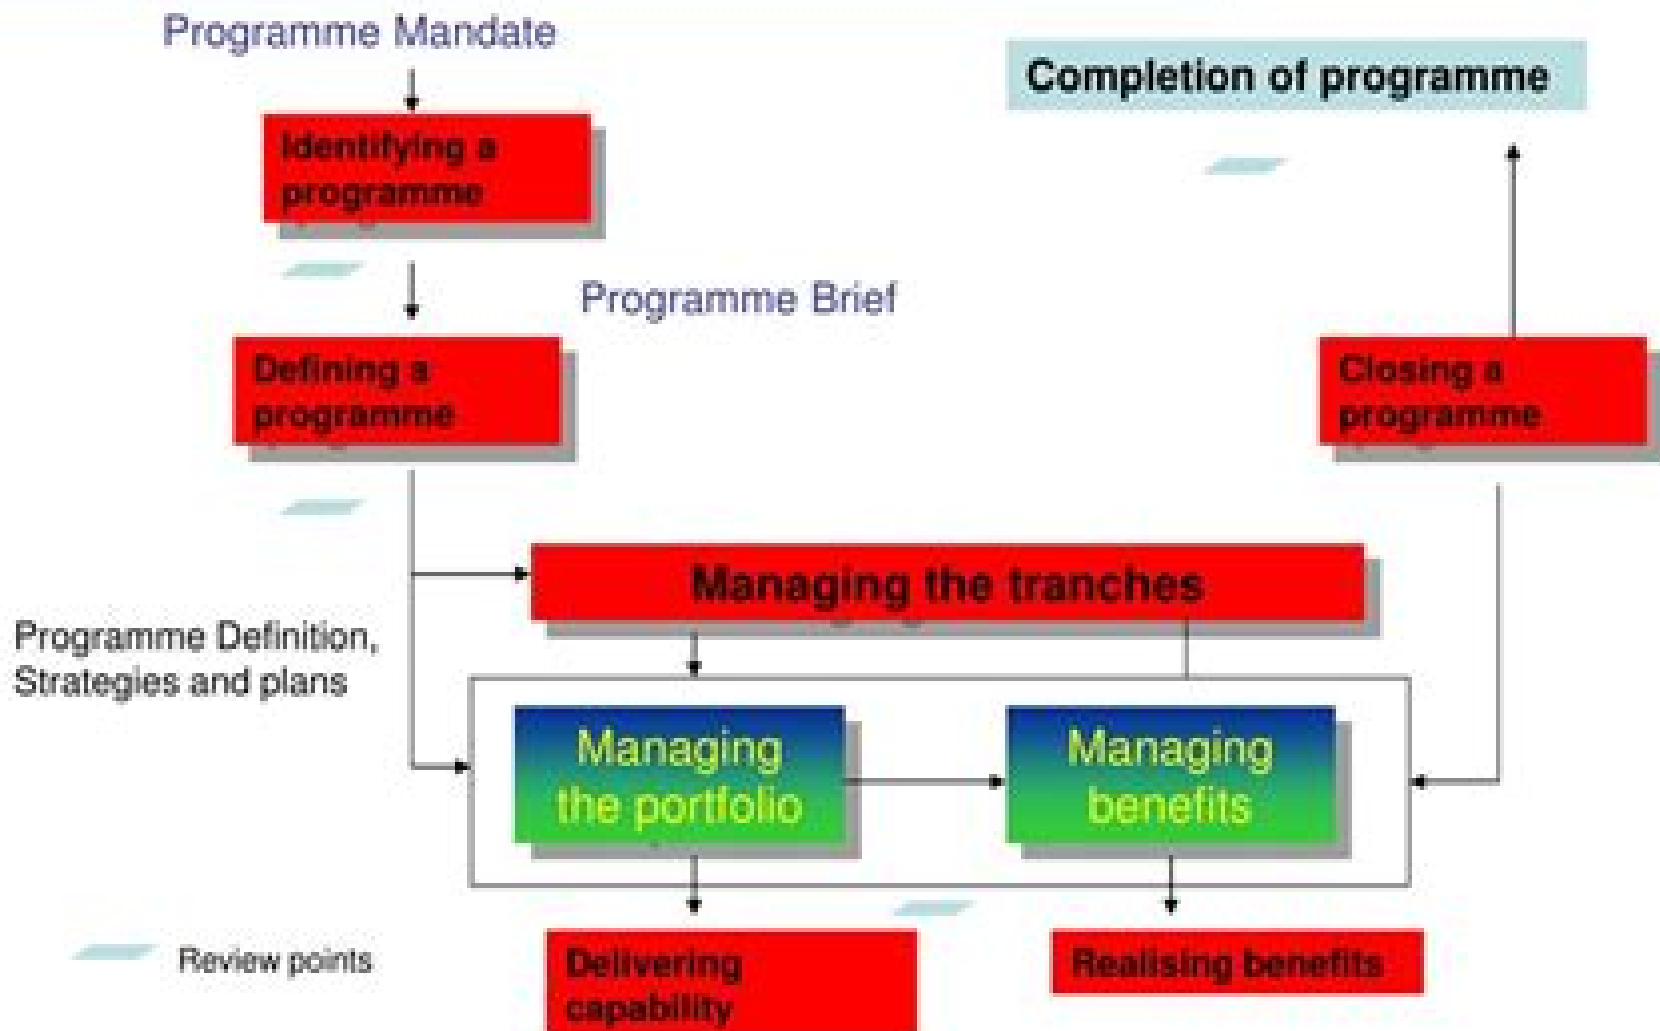 Programme Mandate
Completion of programme
Identifying a
programme
Programme Brief
Defining a
programme
Closing a
programme
Managing the tranches
Programme Definition,
Strategies and plans
Managing
the portfolio
Managing
benefits
Review points
Delivering
capability
Realising benefits